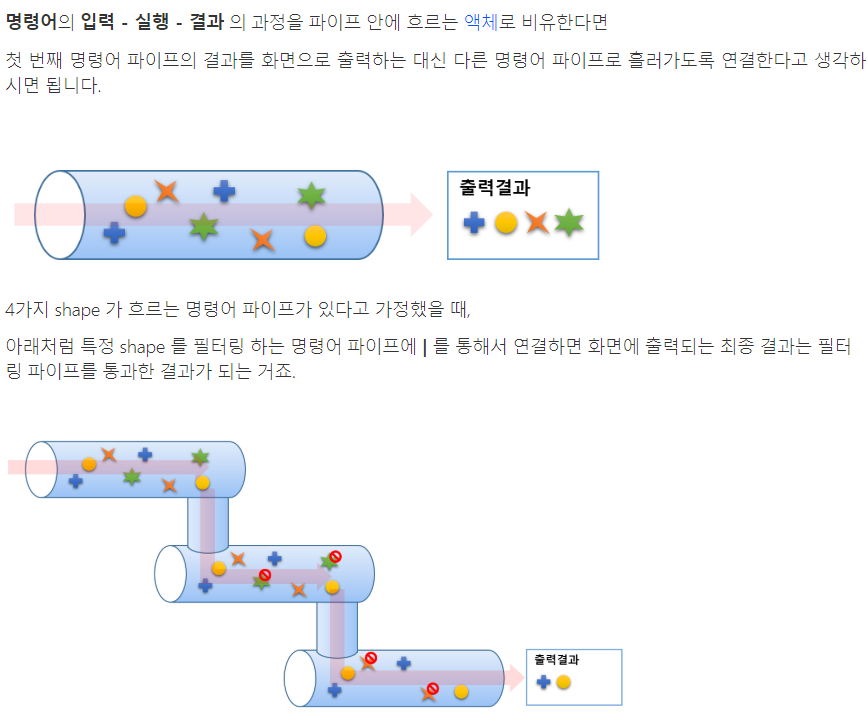 명령어의 입력 - 실행 - 결과 의 과정을 파이프 안에 흐르는 액체로 비유한다면
첫 번째 명령어 파이프의 결과를 화면으로 출력하는 대신 다른 명령어 파이프로 흘러가도록 연결한다고 생각하
시면 됩니다.
출력결과
4가지 shape 가 흐르는 명령어 파이프가 있다고 가정했을 때,
아래처럼 특정 shape 를 필터링 하는 명령어 파이프에 | 를 통해서 연결하면 화면에 출력되는 최종 결과는 필터
링 파이프를 통과한 결과가 되는 거죠.
출력결과